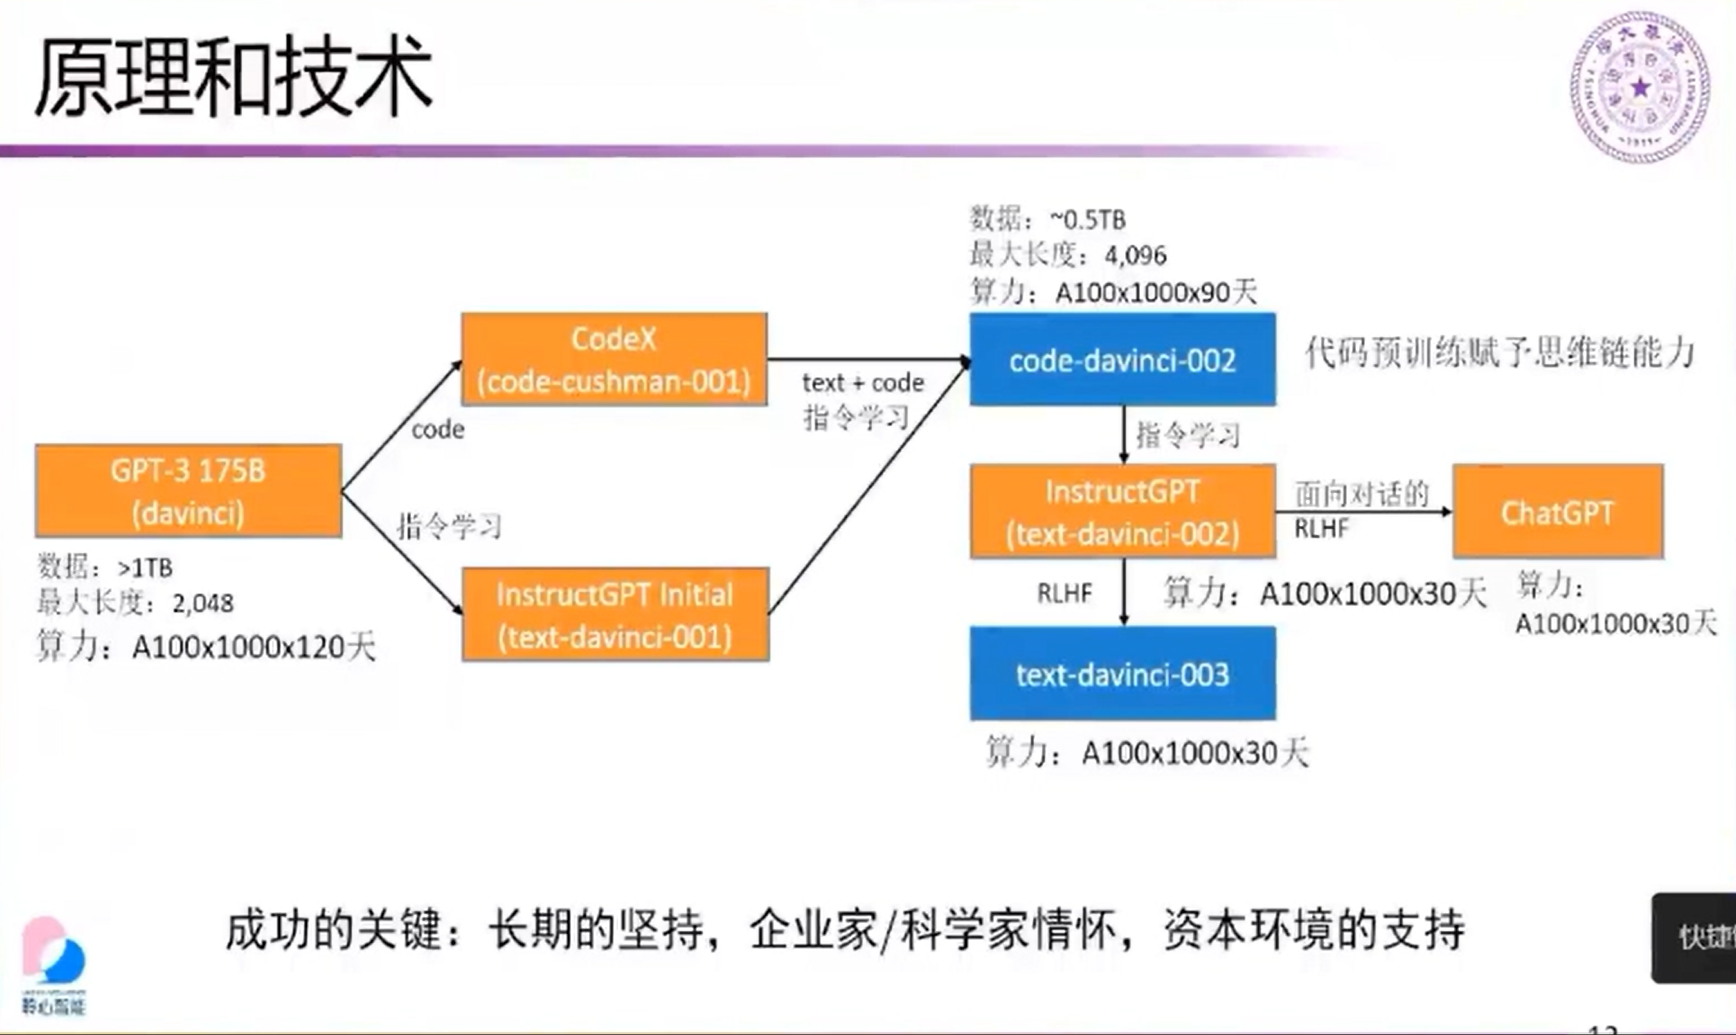 原理和技术
TSINGHUA UNIVERSITY
~1911~
数据：~0.5TB
最大长度：4,096
算力：A100x1000x90天
CodeX
(code-cushman-001)
text + code
指令学习
code-davinci-002
代码预训练赋予思维链能力
code
指令学习
GPT-3 175B
(davinci)
指令学习
InstructGPT
(text-davinci-002)
面向对话的
RLHF
ChatGPT
数据：>1TB
最大长度：2,048
算力：A100x1000x120天
InstructGPT Initial
(text-davinci-001)
RLHF
算力：A100x1000x30天
算力：
A100x1000x30天
text-davinci-003
算力：A100x1000x30天
成功的关键：长期的坚持，企业家/科学家情怀，资本环境的支持
快捷
聆心智能